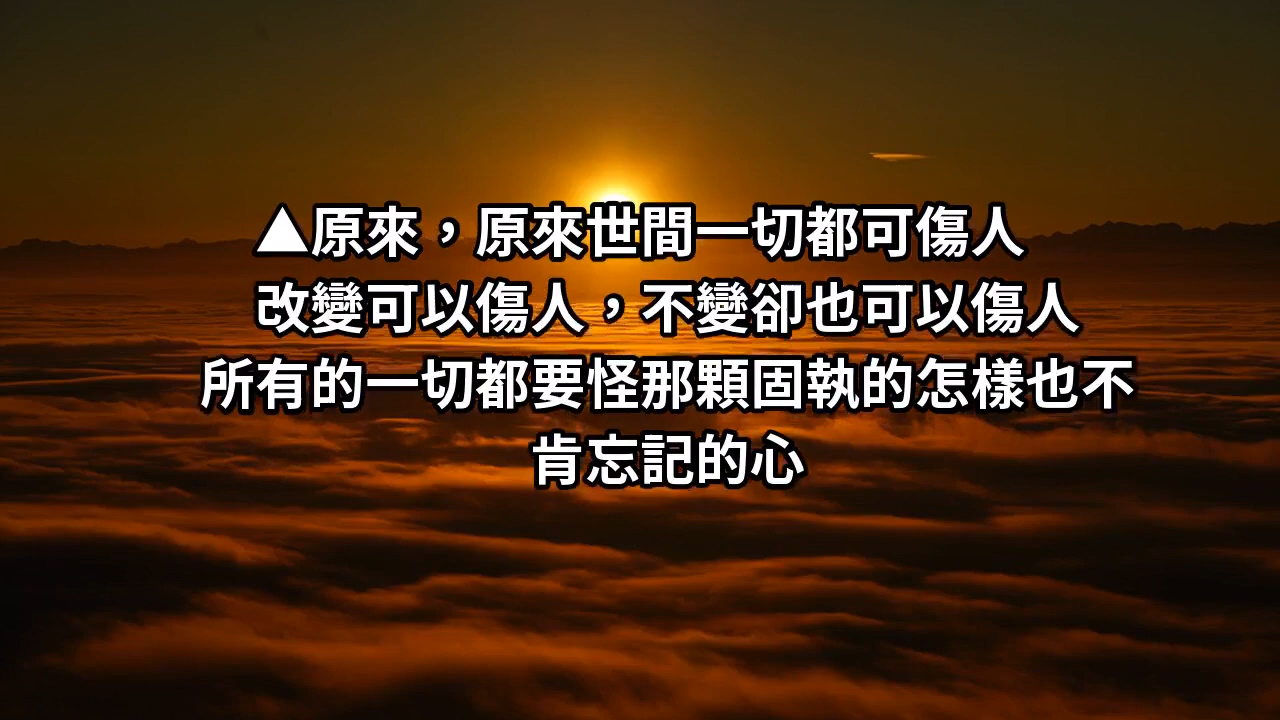 ▲原來，原來世間一切都可傷人
改變可以傷人，不變卻也可以傷人
所有的一切都要怪那顆固執的怎樣也不
肯忘記的心